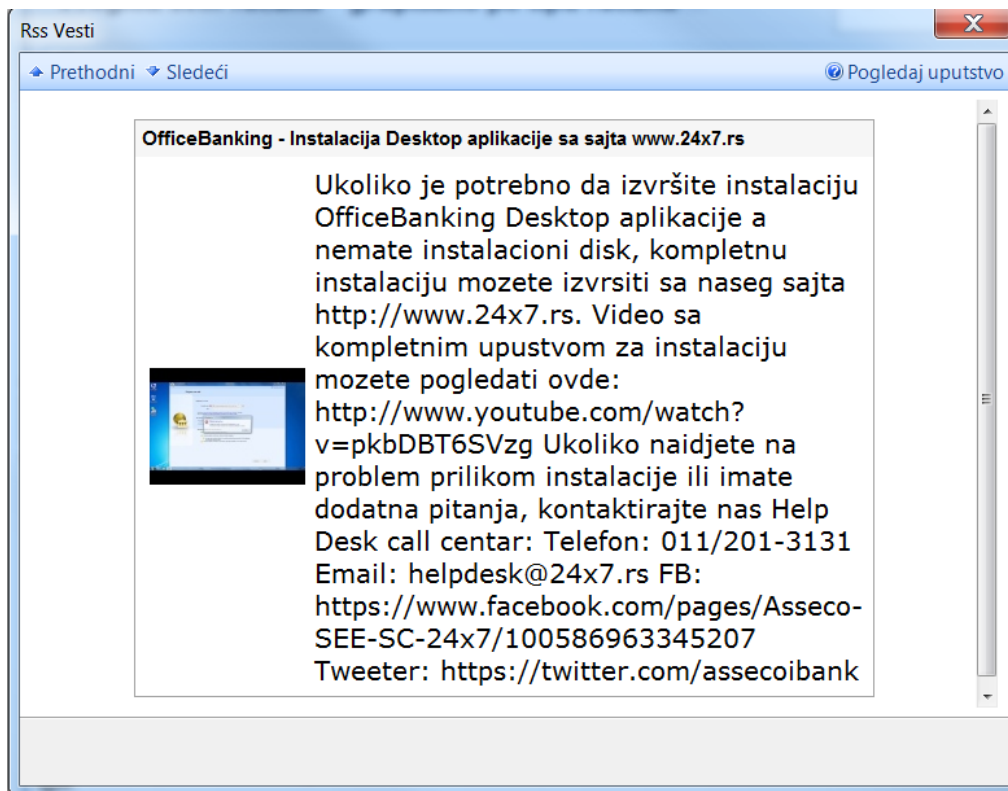 Rss Vesti
X
Prethodni Sledeći
Pogledaj uputstvo
OfficeBanking - Instalacija Desktop aplikacije sa sajta www.24x7.rs
Ukoliko je potrebno da izvršite instalaciju
OfficeBanking Desktop aplikacije a
nemate instalacioni disk, kompletnu
instalaciju mozete izvrsiti sa naseg sajta
http://www.24x7.rs. Video sa
kompletnim upustvom za instalaciju
mozete pogledati ovde:
http://www.youtube.com/watch?
v=pkbDBT6SVzg Ukoliko naidjete na
problem prilikom instalacije ili imate
dodatna pitanja, kontaktirajte nas Help
Desk call centar: Telefon: 011/201-3131
Email: helpdesk@24x7.rs FB:
https://www.facebook.com/pages/Asseco-
SEE-SC-24x7/100586963345207
Tweeter: https://twitter.com/assecoibank